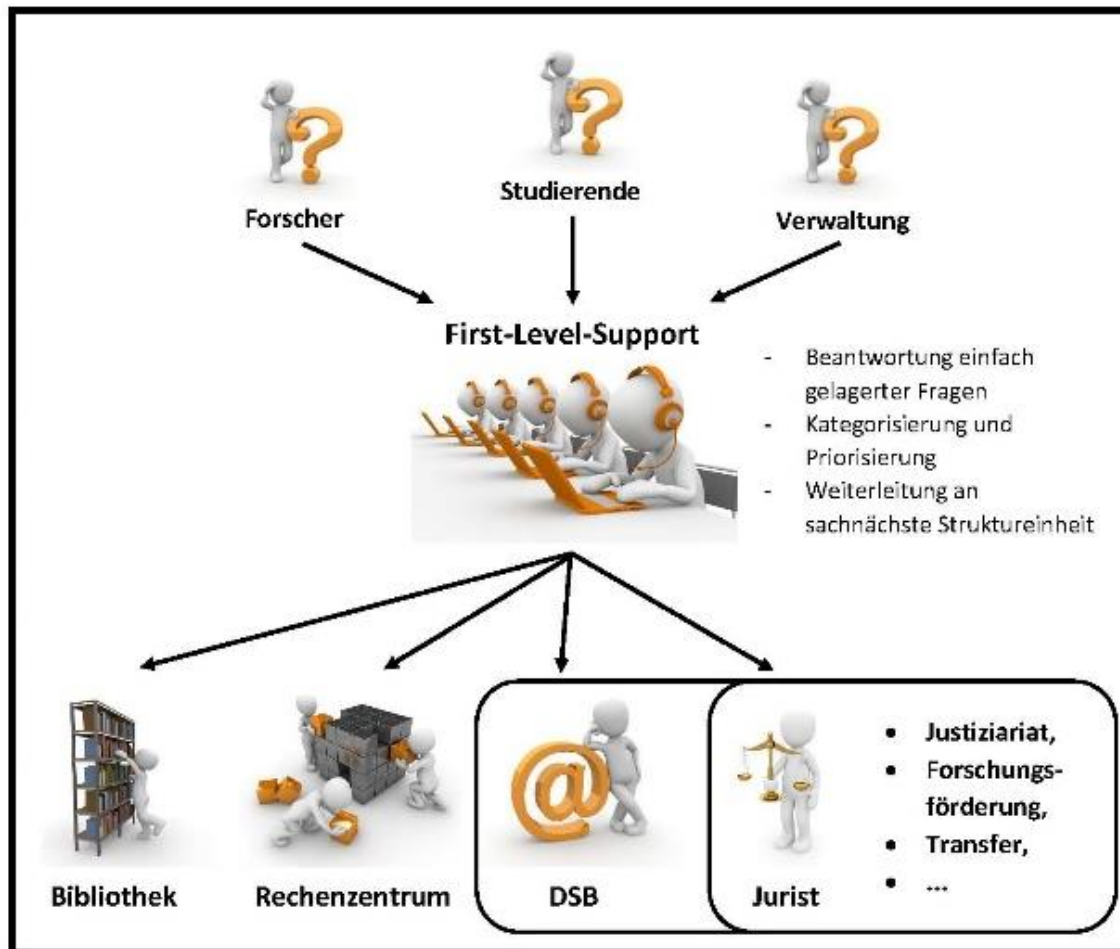 Forscher
Studierende
Verwaltung
First-Level-Support
- Beantwortung einfach
gelagerter Fragen
- Kategorisierung und
Priorisierung
- Weiterleitung an
sachnächste Struktureinheit
Bibliothek
Rechenzentrum
DSB
Jurist
• Justiziariat,
• Forschungs-
förderung,
• Transfer,
• ...